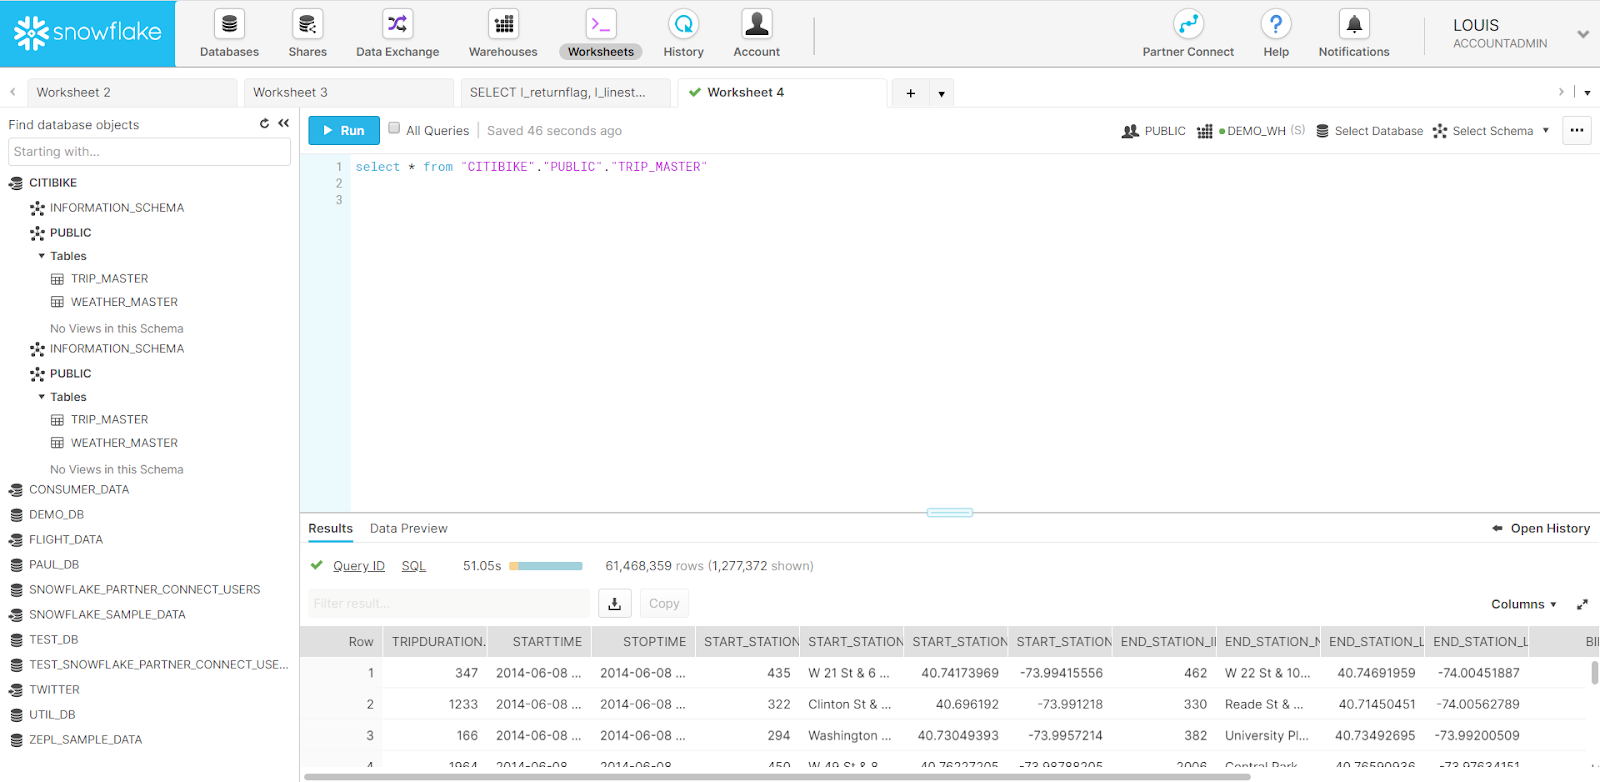 snowflake
Databases
Shares
Data Exchange
Warehouses
Worksheets
History
Account
Partner Connect
Help
Notifications
LOUIS
ACCOUNTADMIN
Worksheet 2
Worksheet 3
SELECT l_returnflag, l_linest...
Worksheet 4
Find database objects
Starting with...
CITIBIKE
INFORMATION_SCHEMA
PUBLIC
Tables
TRIP_MASTER
WEATHER_MASTER
No Views in this Schema
INFORMATION_SCHEMA
PUBLIC
Tables
TRIP_MASTER
WEATHER_MASTER
No Views in this Schema
CONSUMER_DATA
DEMO_DB
FLIGHT_DATA
PAUL_DB
SNOWFLAKE_PARTNER_CONNECT_USERS
SNOWFLAKE_SAMPLE_DATA
TEST_DB
TEST_SNOWFLAKE_PARTNER_CONNECT_USE...
TWITTER
UTIL_DB
ZEPL_SAMPLE_DATA
Run All Queries Saved 46 seconds ago PUBLIC DEMO_WH (S) Select Database Select Schema
1 select * from "CITIBIKE"."PUBLIC"."TRIP_MASTER"
2
3
Results Data Preview Open History
Query ID SQL 51.05s 61,468,359 rows (1,277,372 shown)
Filter result... Copy Columns
Row TRIPDURATION. STARTTIME STOPTIME START_STATION START_STATION START_STATION START_STATION END_STATION_I END_STATION_N END_STATION_L END_STATION_L BI
1 347 2014-06-08 ... 2014-06-08 ... 435 W 21 St & 6 ... 40.74173969 -73.99415556 462 W 22 St & 10... 40.74691959 -74.00451887
2 1233 2014-06-08 ... 2014-06-08 ... 322 Clinton St & ... 40.696192 -73.991218 330 Reade St & ... 40.71450451 -74.00562789
3 166 2014-06-08 ... 2014-06-08 ... 294 Washington ... 40.73049393 -73.9957214 382 University Pl... 40.73492695 -73.99200509
4 1964 2014-06-08 ... 2014-06-08 ... 450 W 49 St & 8 40.76227205 -73.98788205 2006 Central Park 40.76590936 -73.97634151